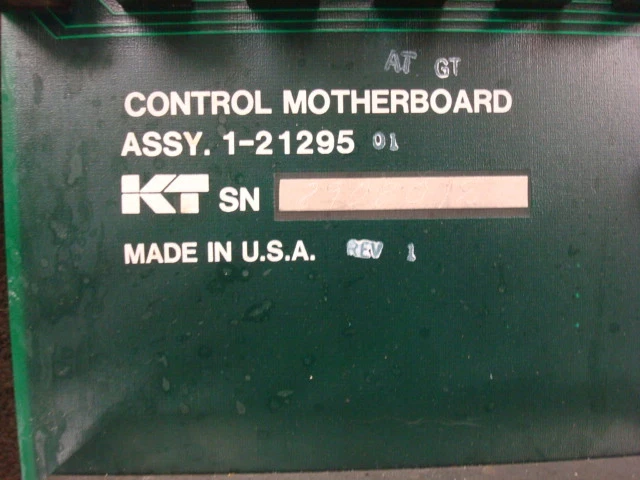 AT GT
CONTROL MOTHERBOARD
ASSY. 1-21295 01
KT SN
MADE IN U.S.A. REV 1